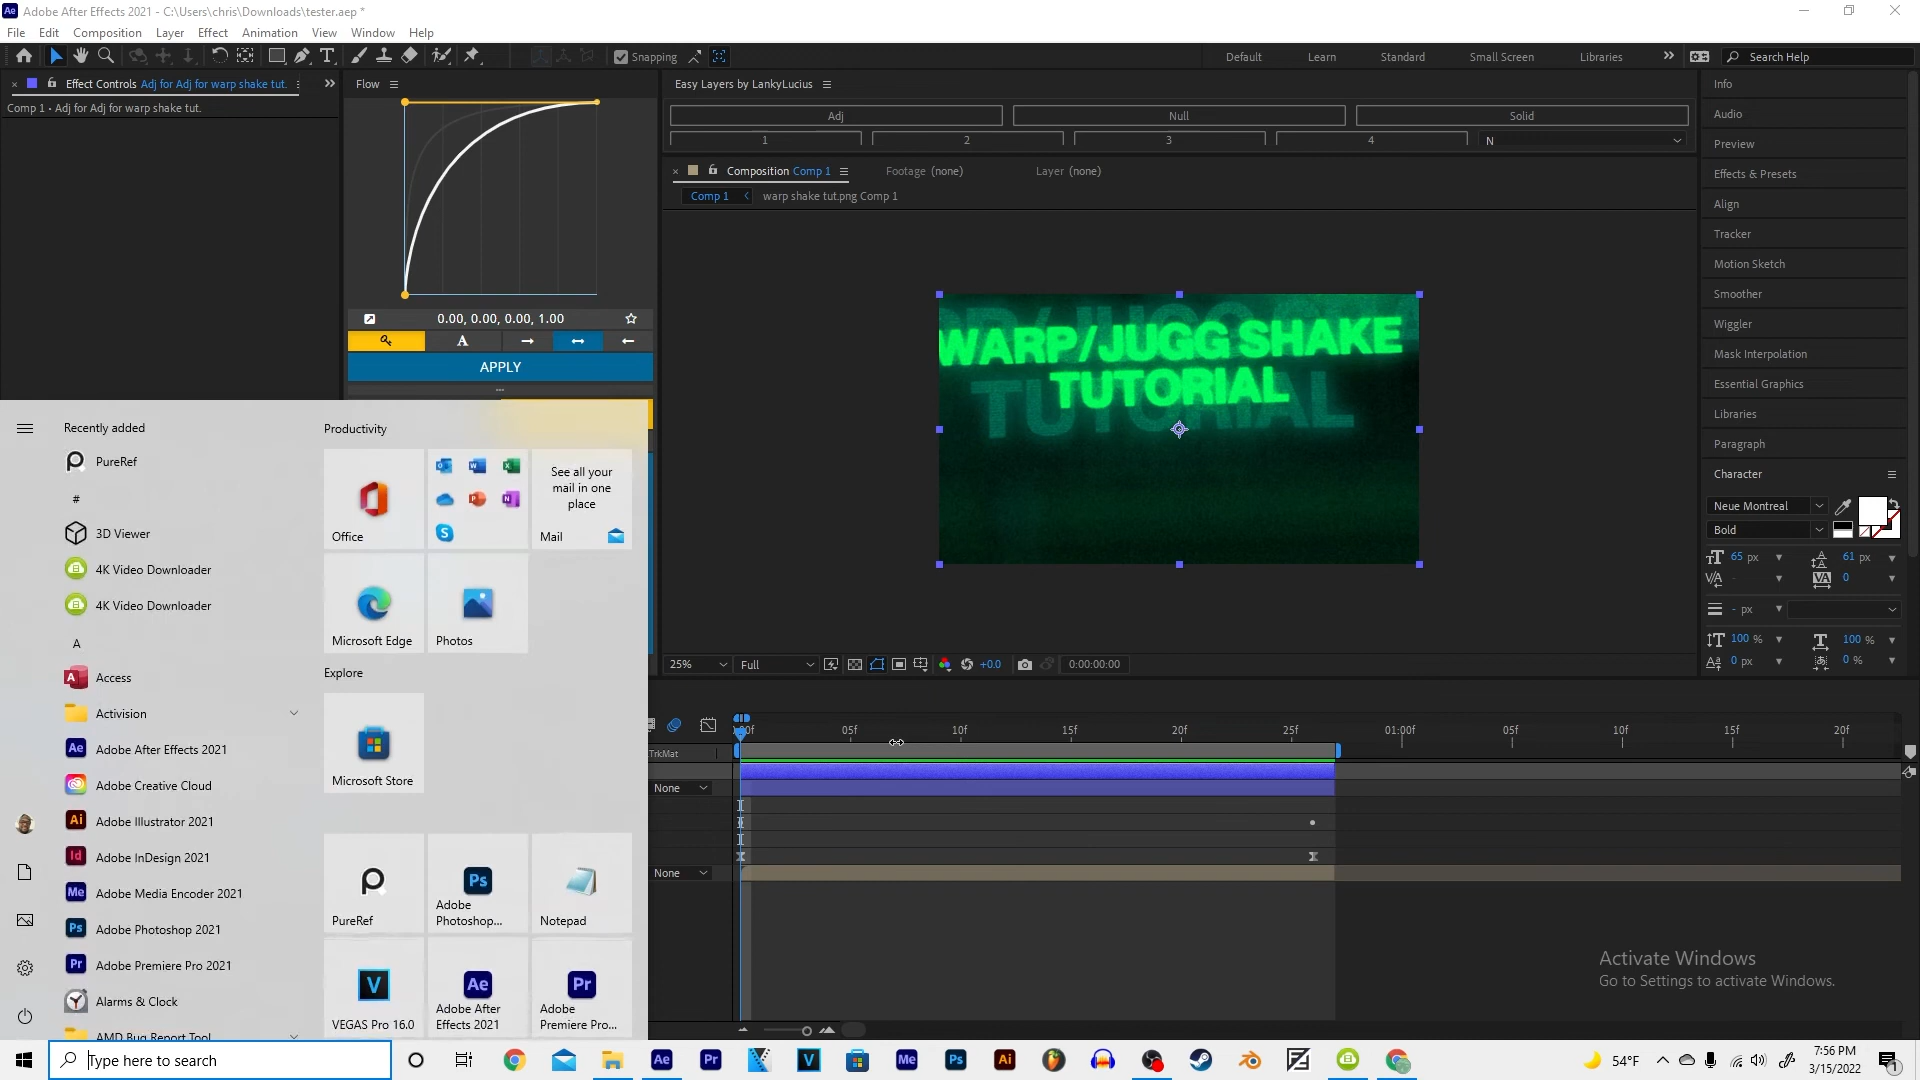 Adobe After Effects 2021 - C:\Users\chris\Downloads\tester.aep *
File Edit Composition Layer Effect Animation View Window Help
Snapping
Default Learn Standard Small Screen Libraries
Search Help
Effect Controls Adj for Adj for warp shake tut.
Comp 1 • Adj for Adj for warp shake tut.
Flow
0.00, 0.00, 0.00, 1.00
A
APPLY
Easy Layers by LankyLucius
Adj Null Solid
1 2 3 4 N
Composition Comp 1 Footage (none) Layer (none)
Comp 1 warp shake tut.png Comp 1
WARP/JUGG SHAKE
TUTORIAL
TUTORIAL
25% Full +0.0 0:00:00:00
Info
Audio
Preview
Effects & Presets
Align
Tracker
Motion Sketch
Smoother
Wiggler
Mask Interpolation
Essential Graphics
Libraries
Paragraph
Character
Neue Montreal
Bold
65 px 61 px
- 0
- px
100 % 100 %
0 px 0 %
05f 10f 15f 20f 25f 01:00f 05f 10f 15f 20f
TrkMat
None
None
Recently added
PureRef
#
3D Viewer
4K Video Downloader
4K Video Downloader
A
Access
Activision
Adobe After Effects 2021
Adobe Creative Cloud
Adobe Illustrator 2021
Adobe InDesign 2021
Adobe Media Encoder 2021
Adobe Photoshop 2021
Adobe Premiere Pro 2021
Alarms & Clock
AMD Bug Report Tool
Productivity
Office
See all your
mail in one
place
Mail
Microsoft Edge
Photos
Explore
Microsoft Store
PureRef
Adobe
Photoshop...
Notepad
VEGAS Pro 16.0
Adobe After
Effects 2021
Adobe
Premiere Pro...
Activate Windows
Go to Settings to activate Windows.
Type here to search
54°F
7:56 PM
3/15/2022
1